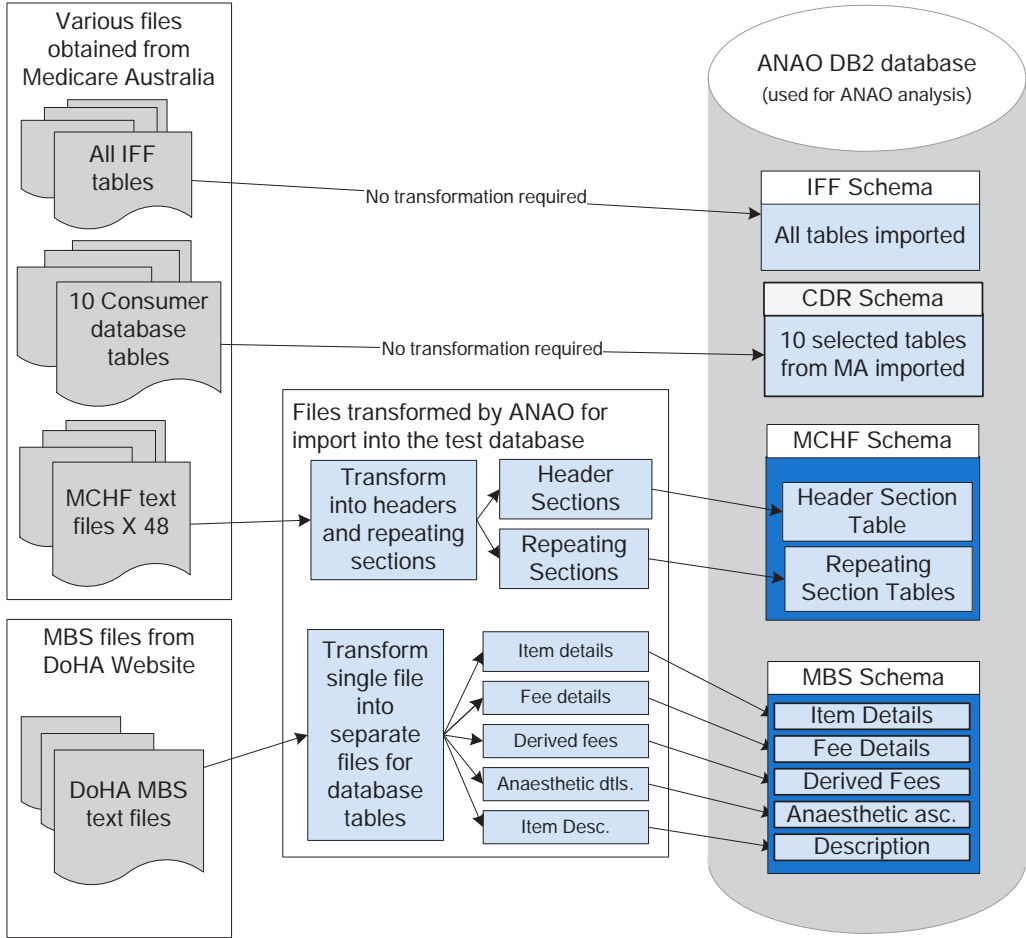 Various files
obtained from
Medicare Australia
All IFF
tables
10 Consumer
database
tables
MCHF text
files X 48
MBS files from
DoHA Website
DoHA MBS
text files
No transformation required
No transformation required
Files transformed by ANAO for
import into the test database
Transform
into headers
and repeating
sections
Header
Sections
Repeating
Sections
Transform
single file
into
separate
files for
database
tables
Item details
Fee details
Derived fees
Anaesthetic dtls.
Item Desc.
ANAO DB2 database
(used for ANAO analysis)
IFF Schema
All tables imported
CDR Schema
10 selected tables
from MA imported
MCHF Schema
Header Section
Table
Repeating
Section Tables
MBS Schema
Item Details
Fee Details
Derived Fees
Anaesthetic asc.
Description